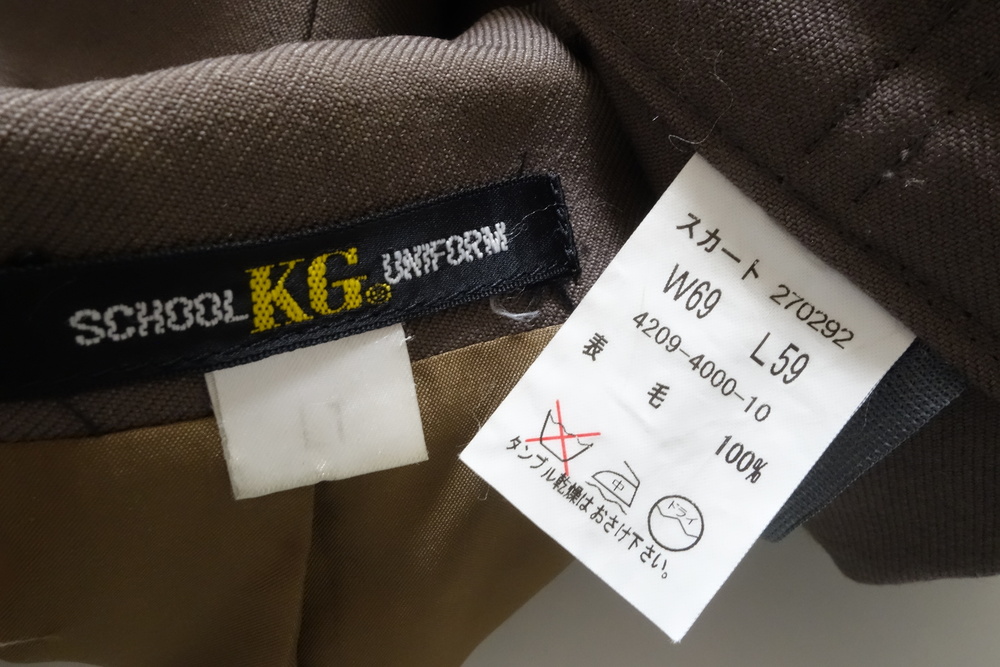 SCHOOL KG® UNIFORM
スカート 270292
W69 L59
4209-4000-10
表 毛 100%
中
ドライ
タンブル乾燥はおさけ下さい。